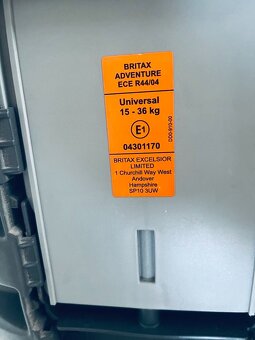 BRITAX
ADVENTURE
ECE R44/04
Universal
15 - 36 kg
E1
04301170
BRITAX EXCELSIOR
LIMITED
1 Churchill Way West
Andover
Hampshire
SP10 3UW